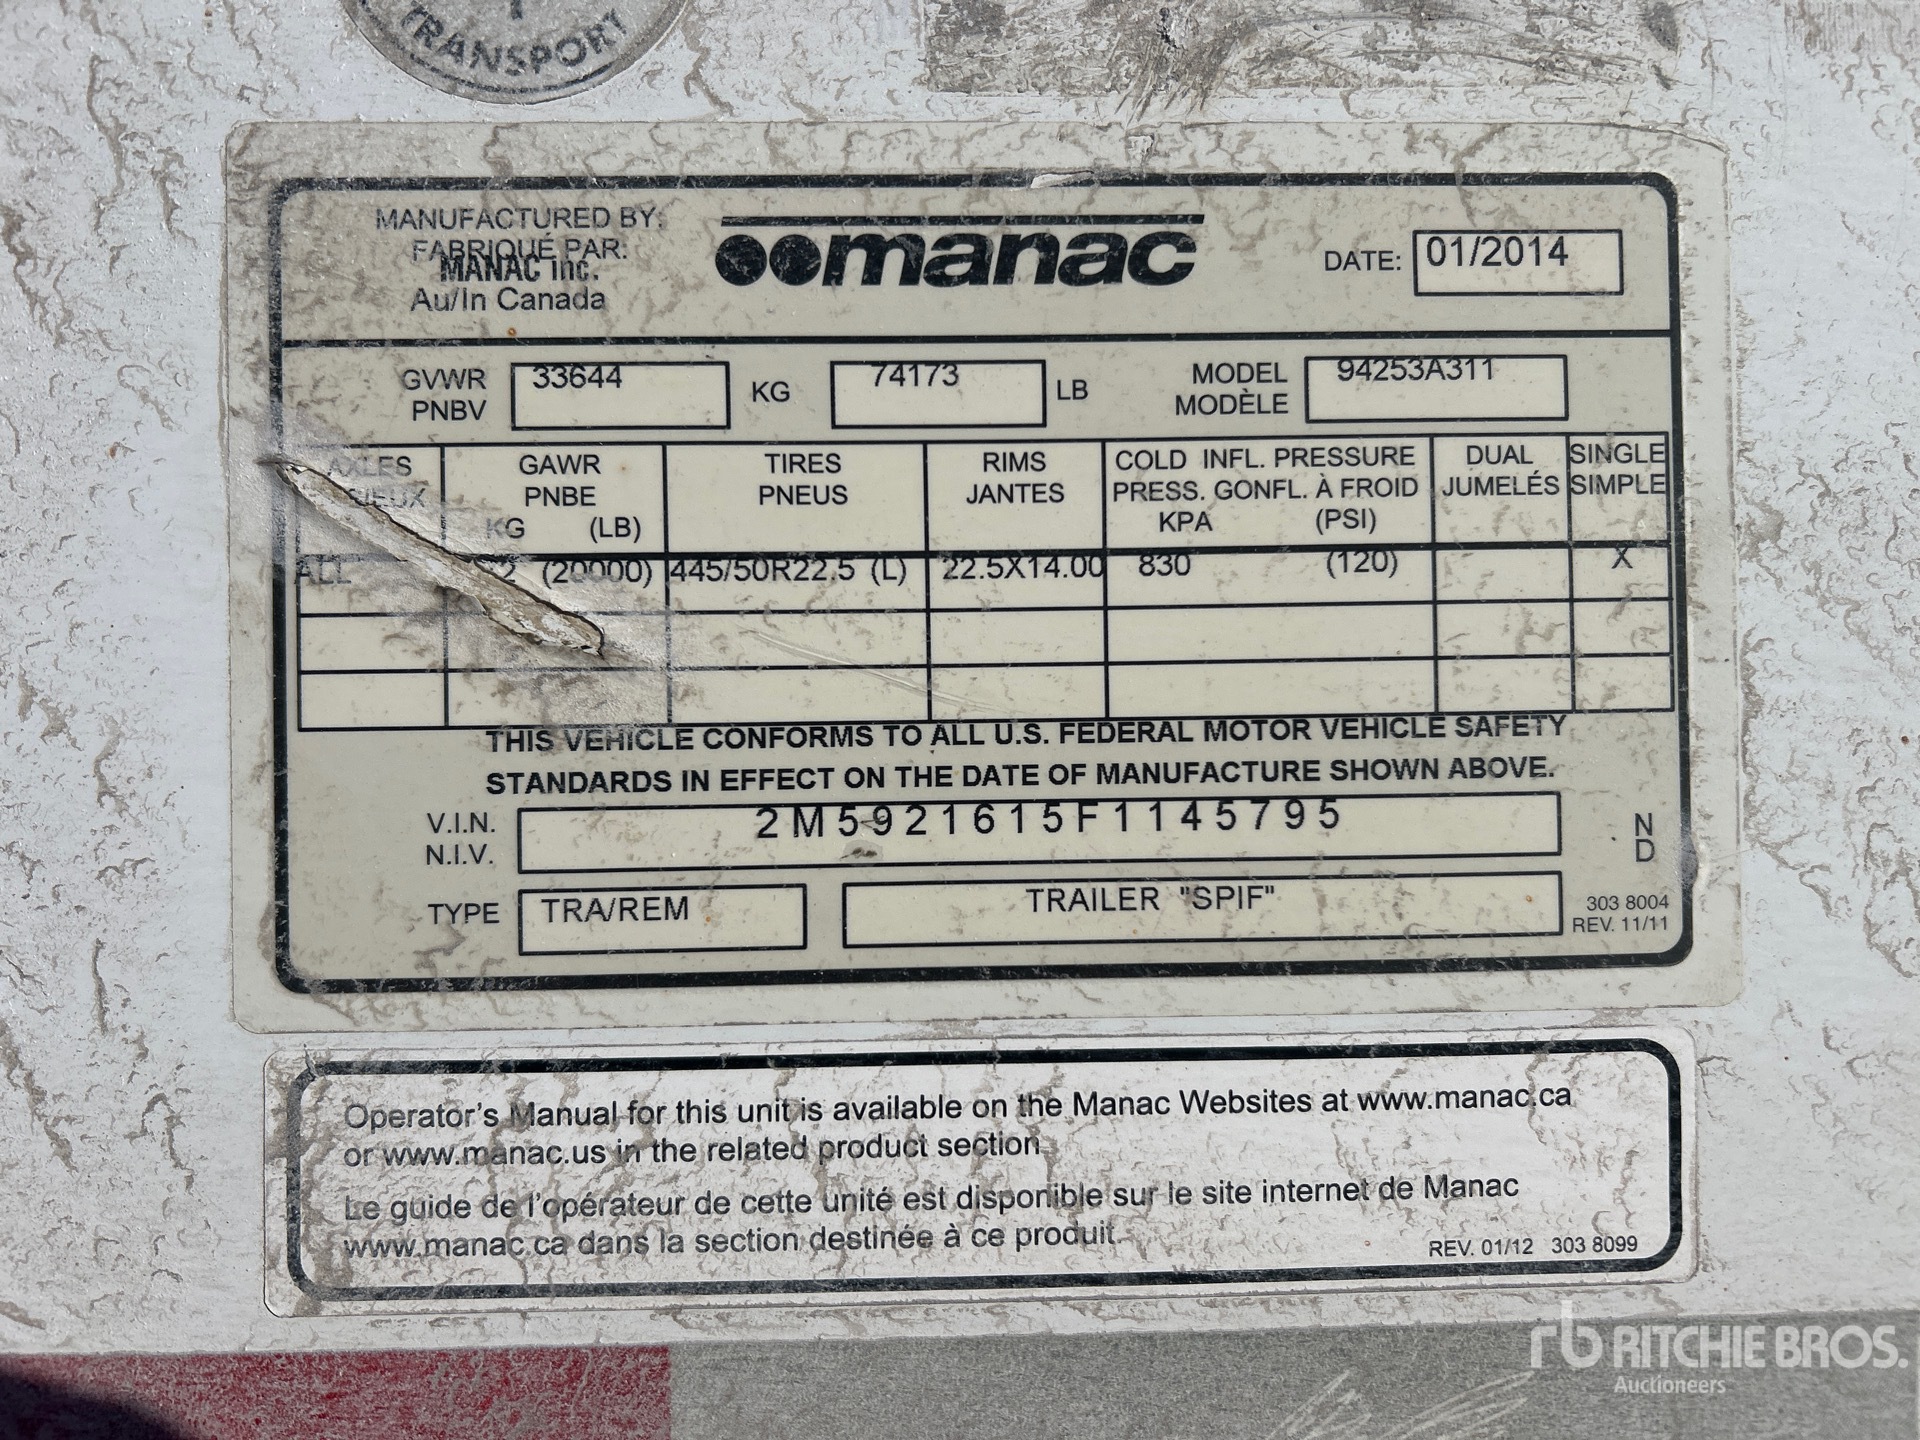 TRANSPORT
MANUFACTURED BY:
FABRIQUÉ PAR:
MANAC inc.
Au/In Canada
manac
DATE: 01/2014
GVWR
PNBV
33644
KG
74173
LB
MODEL
MODÈLE
94253A311
AXLES
GAWR
PNBE
KG (LB)
TIRES
PNEUS
RIMS
JANTES
COLD INFL. PRESSURE
PRESS. GONFL. À FROID
KPA (PSI)
DUAL
JUMELÉS
SINGLE
SIMPLE
ALL (20000) 445/50R22.5 (L) 22.5X14.00 830 (120) X
THIS VEHICLE CONFORMS TO ALL U.S. FEDERAL MOTOR VEHICLE SAFETY
STANDARDS IN EFFECT ON THE DATE OF MANUFACTURE SHOWN ABOVE.
V.I.N.
N.I.V.
2M5921615F1145795
N
D
TYPE TRA/REM TRAILER "SPIF"
303 8004
REV. 11/11
Operator's Manual for this unit is available on the Manac Websites at www.manac.ca
or www.manac.us in the related product section.
Le guide de l'opérateur de cette unité est disponible sur le site internet de Manac
www.manac.ca dans la section destinée à ce produit.
REV. 01/12 303 8099
rb RITCHIE BROS.
Auctioneers